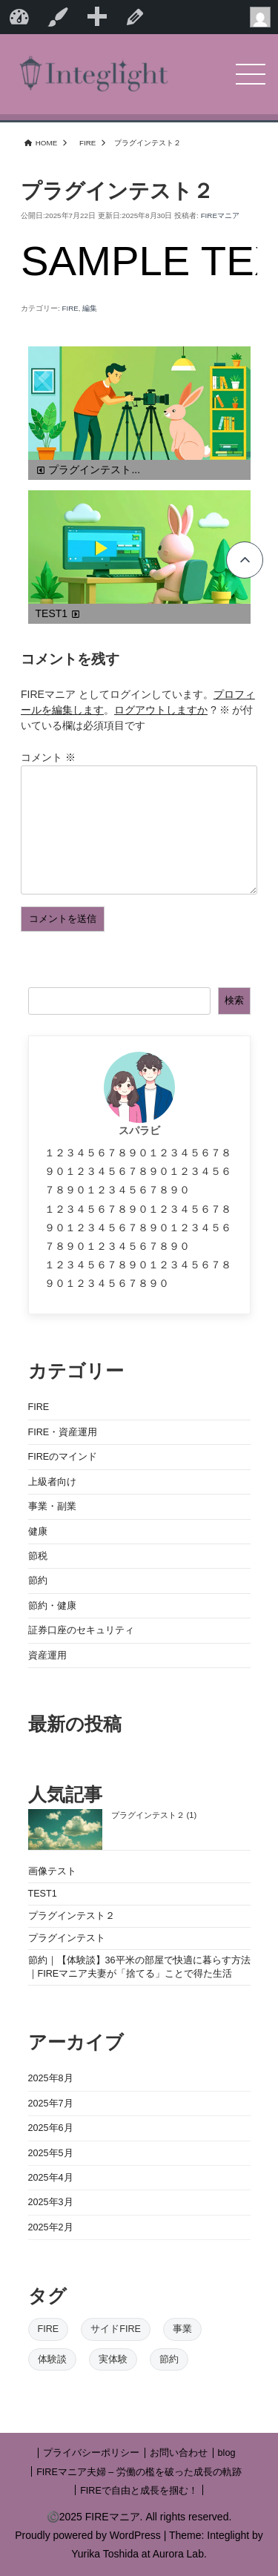 Integlight
HOME FIRE プラグインテスト２
プラグインテスト２
公開日:2025年7月22日 更新日:2025年8月30日 投稿者: FIREマニア
SAMPLE TEX
カテゴリー: FIRE, 編集
プラグインテスト...
TEST1
コメントを残す
FIREマニア としてログインしています。プロフィ
ールを編集します。ログアウトしますか ? ※ が付
いている欄は必須項目です
コメント ※
コメントを送信
検索
スパラビ
１２３４５６７８９０１２３４５６７８
９０１２３４５６７８９０１２３４５６
７８９０１２３４５６７８９０
１２３４５６７８９０１２３４５６７８
９０１２３４５６７８９０１２３４５６
７８９０１２３４５６７８９０
１２３４５６７８９０１２３４５６７８
９０１２３４５６７８９０
カテゴリー
FIRE
FIRE・資産運用
FIREのマインド
上級者向け
事業・副業
健康
節税
節約
節約・健康
証券口座のセキュリティ
資産運用
最新の投稿
人気記事
プラグインテスト２ (1)
画像テスト
TEST1
プラグインテスト２
プラグインテスト
節約｜【体験談】36平米の部屋で快適に暮らす方法
｜FIREマニア夫妻が「捨てる」ことで得た生活
アーカイブ
2025年8月
2025年7月
2025年6月
2025年5月
2025年4月
2025年3月
2025年2月
タグ
FIRE サイドFIRE 事業
体験談 実体験 節約
| プライバシーポリシー | お問い合わせ | blog
| FIREマニア夫婦 – 労働の檻を破った成長の軌跡
| FIREで自由と成長を掴む！ |
©2025 FIREマニア. All rights reserved.
Proudly powered by WordPress | Theme: Integlight by
Yurika Toshida at Aurora Lab.